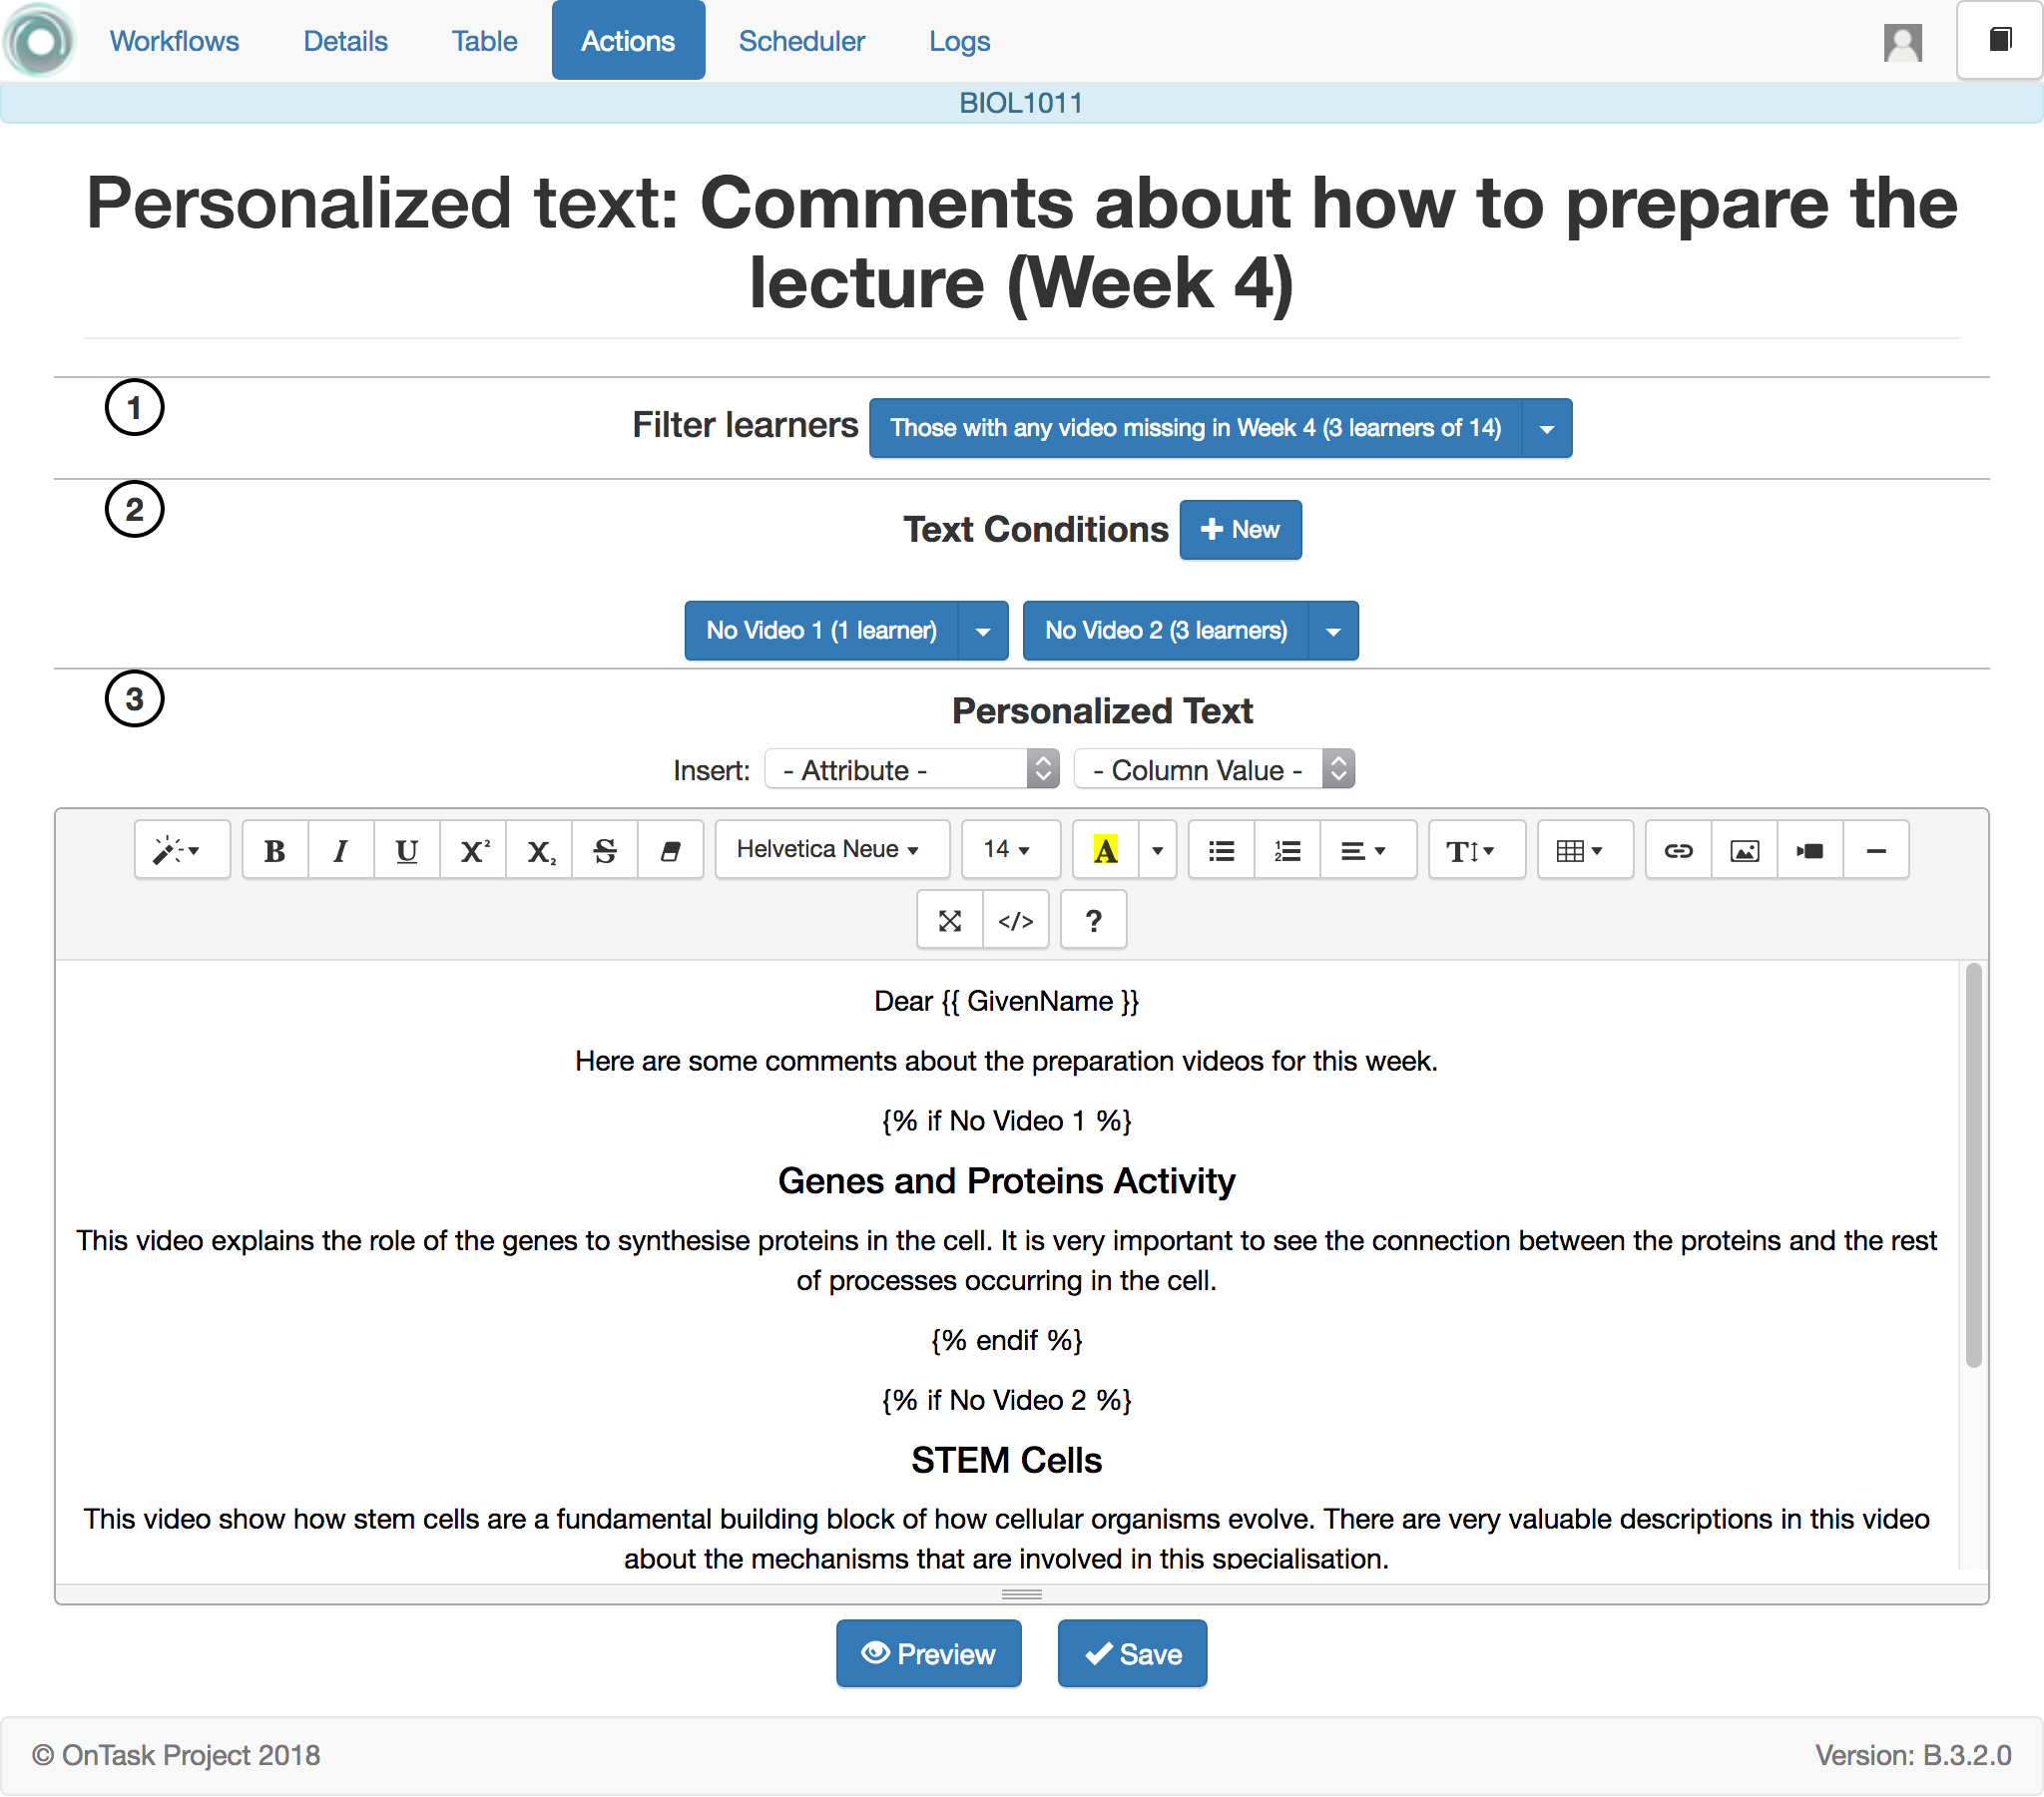 Workflows Details Table Actions Scheduler Logs
BIOL1011
Personalized text: Comments about how to prepare the
lecture (Week 4)
1
Filter learners Those with any video missing in Week 4 (3 learners of 14)
2
Text Conditions + New
No Video 1 (1 learner) No Video 2 (3 learners)
3
Personalized Text
Insert: - Attribute - - Column Value -
B I U X² X₂ S Helvetica Neue 14 A T
</> ?
Dear {{ GivenName }}
Here are some comments about the preparation videos for this week.
{% if No Video 1 %}
Genes and Proteins Activity
This video explains the role of the genes to synthesise proteins in the cell. It is very important to see the connection between the proteins and the rest
of processes occurring in the cell.
{% endif %}
{% if No Video 2 %}
STEM Cells
This video show how stem cells are a fundamental building block of how cellular organisms evolve. There are very valuable descriptions in this video
about the mechanisms that are involved in this specialisation.
Preview Save
© OnTask Project 2018 Version: B.3.2.0